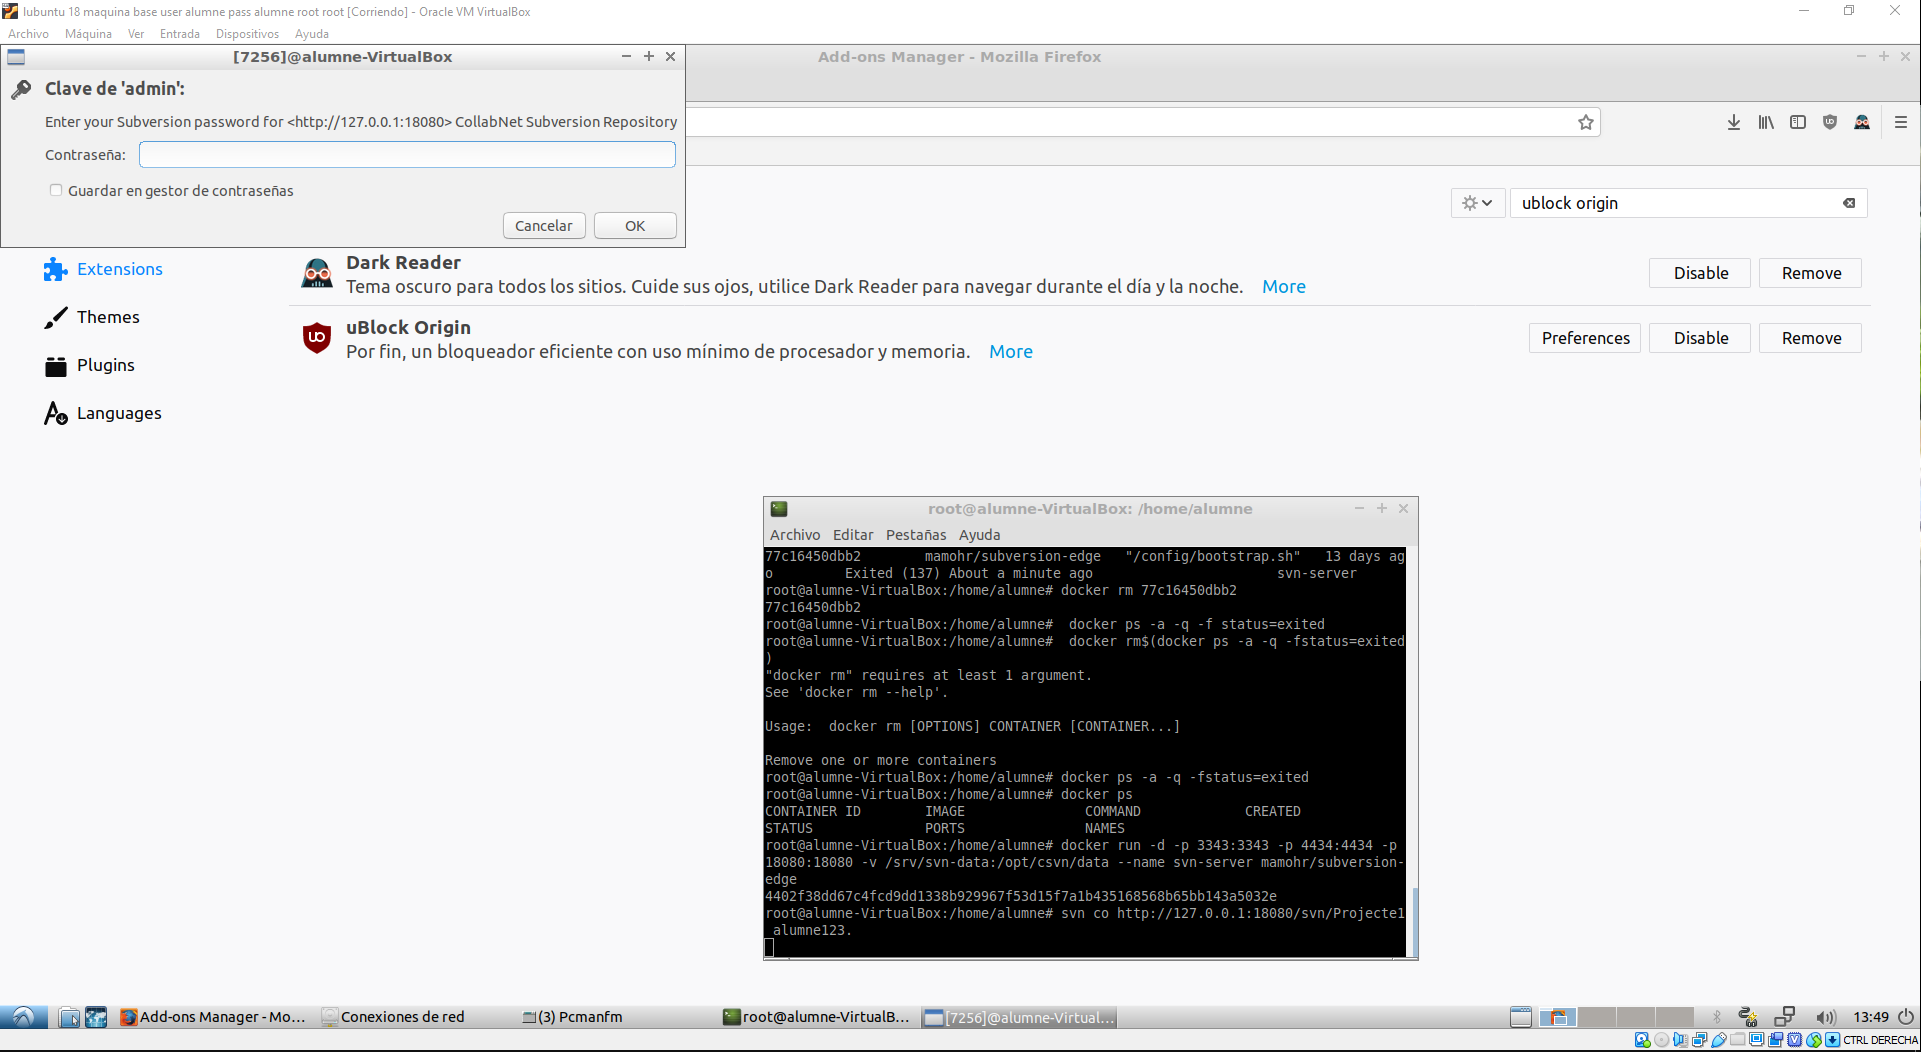 lubuntu 18 maquina base user alumne pass alumne root root [Corriendo] - Oracle VM VirtualBox
Archivo Máquina Ver Entrada Dispositivos Ayuda
[7256]@alumne-VirtualBox
Add-ons Manager - Mozilla Firefox
Clave de 'admin':
Enter your Subversion password for <http://127.0.0.1:18080> CollabNet Subversion Repository
Contraseña:
Guardar en gestor de contraseñas
Cancelar OK
ublock origin
Extensions
Themes
Plugins
Languages
Dark Reader
Tema oscuro para todos los sitios. Cuide sus ojos, utilice Dark Reader para navegar durante el día y la noche. More
Disable Remove
uBlock Origin
Por fin, un bloqueador eficiente con uso mínimo de procesador y memoria. More
Preferences Disable Remove
root@alumne-VirtualBox: /home/alumne
Archivo Editar Pestañas Ayuda
77c16450dbb2 mamohr/subversion-edge "/config/bootstrap.sh" 13 days ag
o Exited (137) About a minute ago svn-server
root@alumne-VirtualBox:/home/alumne# docker rm 77c16450dbb2
77c16450dbb2
root@alumne-VirtualBox:/home/alumne# docker ps -a -q -f status=exited
root@alumne-VirtualBox:/home/alumne# docker rm$(docker ps -a -q -fstatus=exited
)
"docker rm" requires at least 1 argument.
See 'docker rm --help'.
Usage: docker rm [OPTIONS] CONTAINER [CONTAINER...]
Remove one or more containers
root@alumne-VirtualBox:/home/alumne# docker ps -a -q -fstatus=exited
root@alumne-VirtualBox:/home/alumne# docker ps
CONTAINER ID IMAGE COMMAND CREATED
STATUS PORTS NAMES
root@alumne-VirtualBox:/home/alumne# docker run -d -p 3343:3343 -p 4434:4434 -p
18080:18080 -v /srv/svn-data:/opt/csvn/data --name svn-server mamohr/subversion-
edge
4402f38dd67c4fcd9dd1338b929967f53d15f7a1b435168568b65bb143a5032e
root@alumne-VirtualBox:/home/alumne# svn co http://127.0.0.1:18080/svn/Projecte1
alumne123.
Add-ons Manager - Mo... Conexiones de red (3) Pcmanfm root@alumne-VirtualB... [7256]@alumne-Virtual... 13:49
CTRL DERECHA